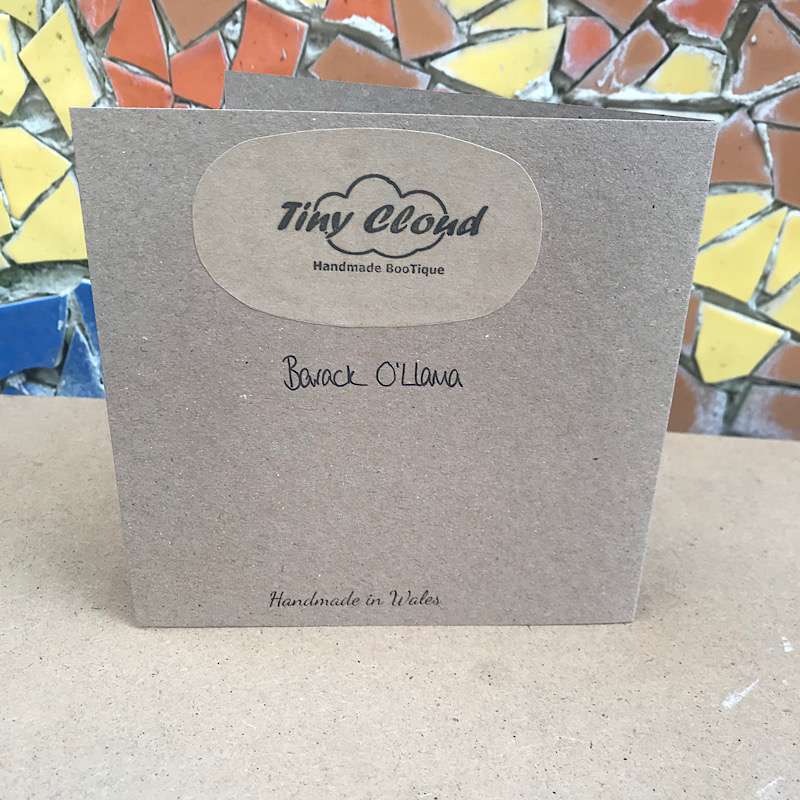 Tiny Cloud
Handmade BooTique
Barack O'Llama
Handmade in Wales